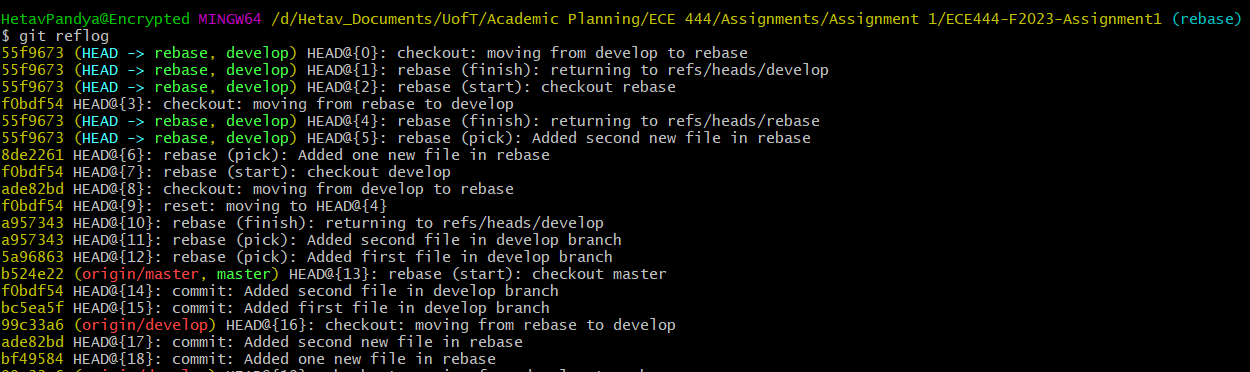 HetavPandya@Encrypted MINGW64 /d/Hetav_Documents/UofT/Academic Planning/ECE 444/Assignments/Assignment 1/ECE444-F2023-Assignment1 (rebase)
$ git reflog
55f9673 (HEAD -> rebase, develop) HEAD@{0}: checkout: moving from develop to rebase
55f9673 (HEAD -> rebase, develop) HEAD@{1}: rebase (finish): returning to refs/heads/develop
55f9673 (HEAD -> rebase, develop) HEAD@{2}: rebase (start): checkout rebase
f0bdf54 HEAD@{3}: checkout: moving from rebase to develop
55f9673 (HEAD -> rebase, develop) HEAD@{4}: rebase (finish): returning to refs/heads/rebase
55f9673 (HEAD -> rebase, develop) HEAD@{5}: rebase (pick): Added second new file in rebase
8de2261 HEAD@{6}: rebase (pick): Added one new file in rebase
f0bdf54 HEAD@{7}: rebase (start): checkout develop
ade82bd HEAD@{8}: checkout: moving from develop to rebase
f0bdf54 HEAD@{9}: reset: moving to HEAD@{4}
a957343 HEAD@{10}: rebase (finish): returning to refs/heads/develop
a957343 HEAD@{11}: rebase (pick): Added second file in develop branch
5a96863 HEAD@{12}: rebase (pick): Added first file in develop branch
b524e22 (origin/master, master) HEAD@{13}: rebase (start): checkout master
f0bdf54 HEAD@{14}: commit: Added second file in develop branch
bc5ea5f HEAD@{15}: commit: Added first file in develop branch
99c33a6 (origin/develop) HEAD@{16}: checkout: moving from rebase to develop
ade82bd HEAD@{17}: commit: Added second new file in rebase
bf49584 HEAD@{18}: commit: Added one new file in rebase